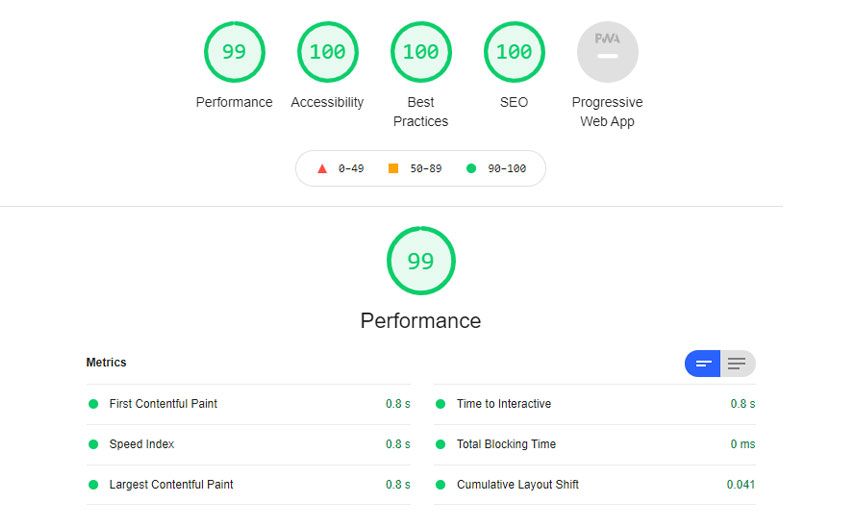 99 100 100 100 PWA
Performance Accessibility Best Practices SEO Progressive Web App
0–49 50–89 90–100
99
Performance
Metrics
First Contentful Paint 0.8 s
Time to Interactive 0.8 s
Speed Index 0.8 s
Total Blocking Time 0 ms
Largest Contentful Paint 0.8 s
Cumulative Layout Shift 0.041